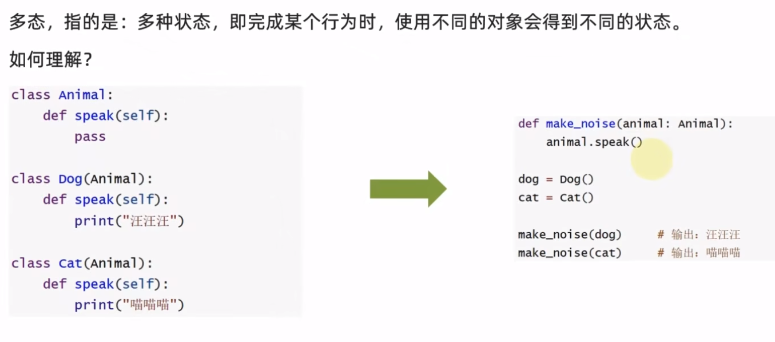 多态，指的是：多种状态，即完成某个行为时，使用不同的对象会得到不同的状态。
如何理解？
class Animal:
    def speak(self):
        pass
class Dog(Animal):
    def speak(self):
        print("汪汪汪")
class Cat(Animal):
    def speak(self):
        print("喵喵喵")
def make_noise(animal: Animal):
    animal.speak()
dog = Dog()
cat = Cat()
make_noise(dog)     # 输出：汪汪汪
make_noise(cat)     # 输出：喵喵喵